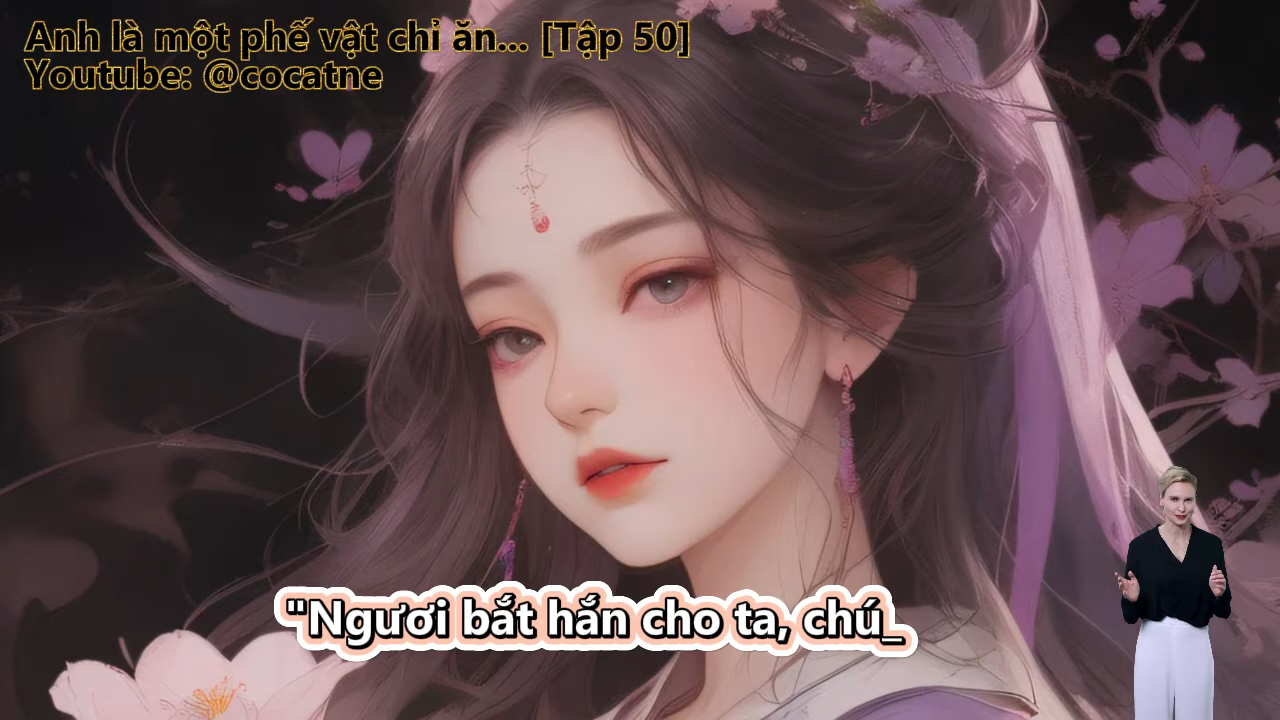 Anh là một phế vật chỉ ăn... [Tập 50]
Youtube: @cocatne
"Ngươi bắt hắn cho ta, chú_